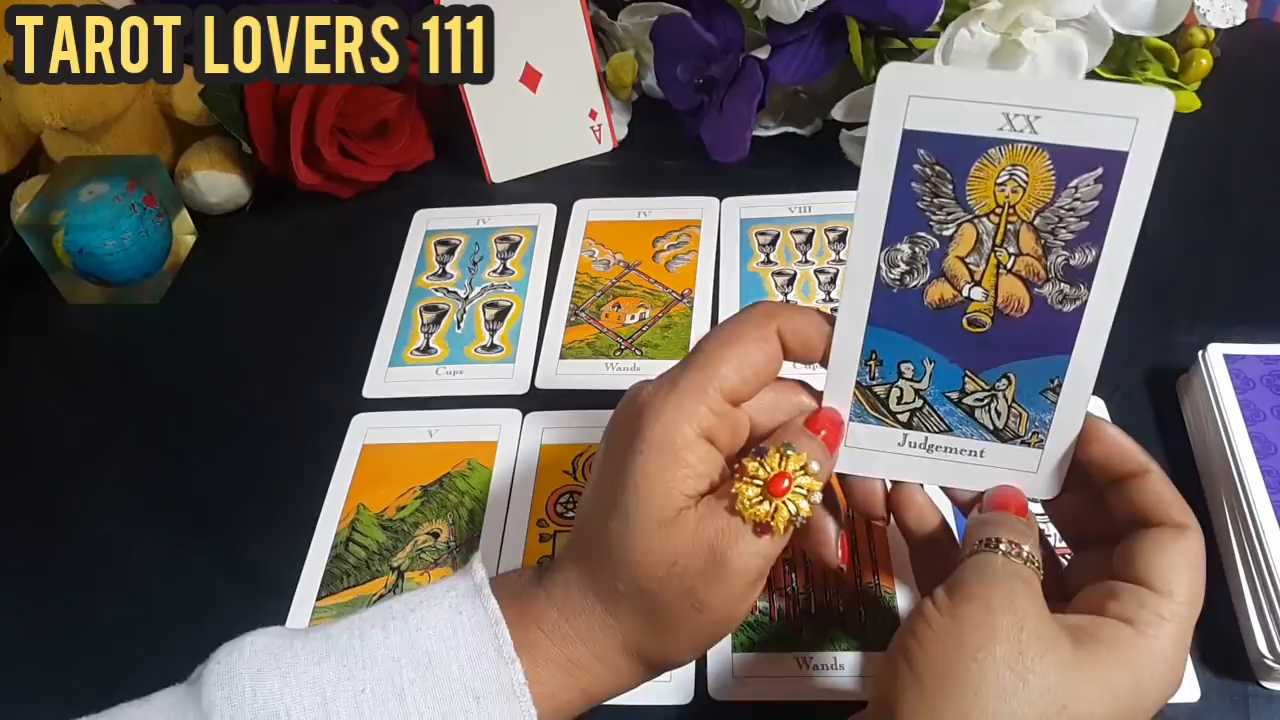 TAROT LOVERS 111
A
XX
IV
IV
VIII
Cups
Wands
Judgement
V
Wands